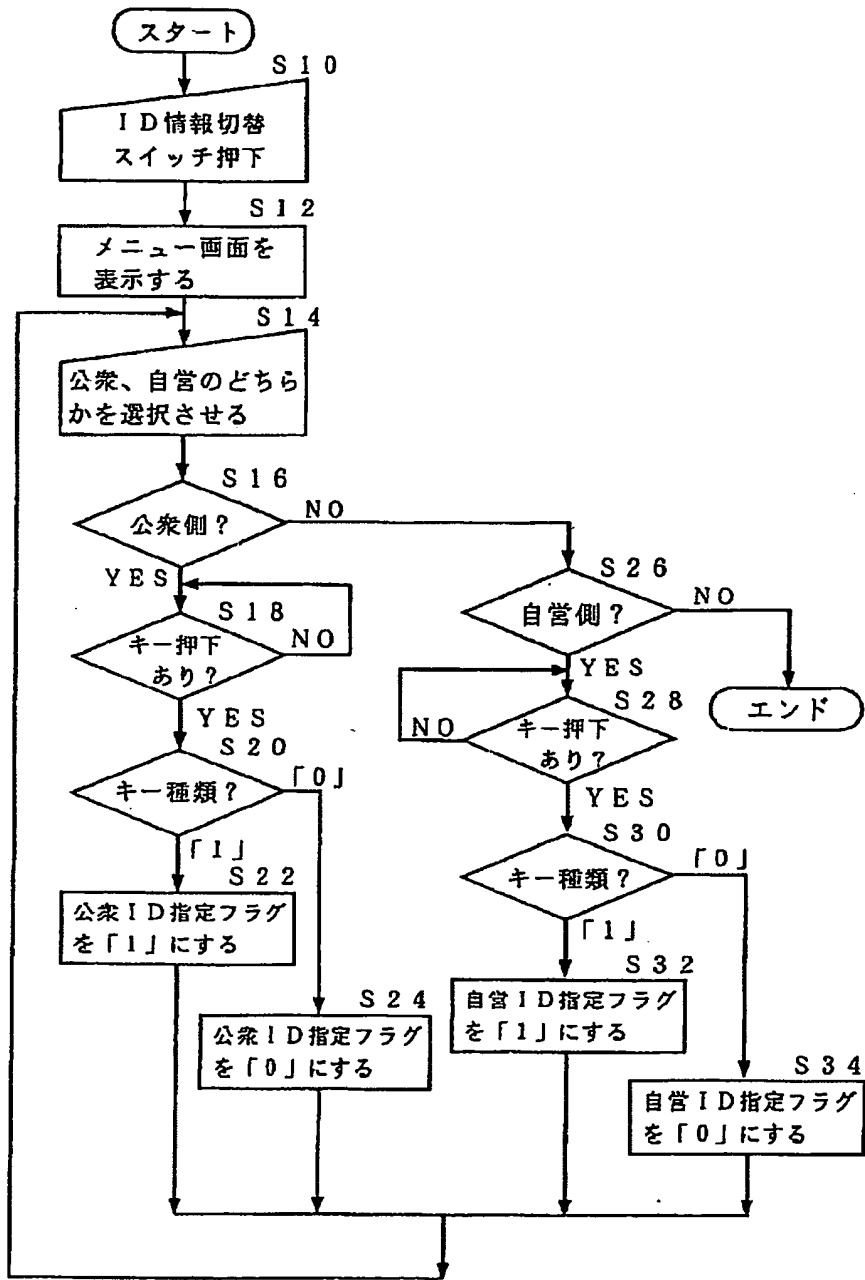 スタート
S10
ID情報切替
スイッチ押下
S12
メニュー画面を
表示する
S14
公衆、自営のどちら
かを選択させる
S16
公衆側?
NO
YES
S18
キー押下
あり?
NO
YES
S20
キー種類?
「0」
「1」
S22
公衆ID指定フラグ
を「1」にする
S24
公衆ID指定フラグ
を「0」にする
S26
自営側?
NO
エンド
YES
S28
キー押下
あり?
NO
YES
S30
キー種類?
「0」
「1」
S32
自営ID指定フラグ
を「1」にする
S34
自営ID指定フラグ
を「0」にする